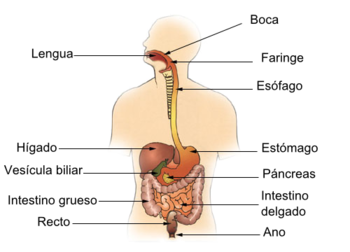 Boca
Lengua
Faringe
Esófago
Hígado
Estómago
Vesícula biliar
Páncreas
Intestino grueso
Intestino
delgado
Recto
Ano